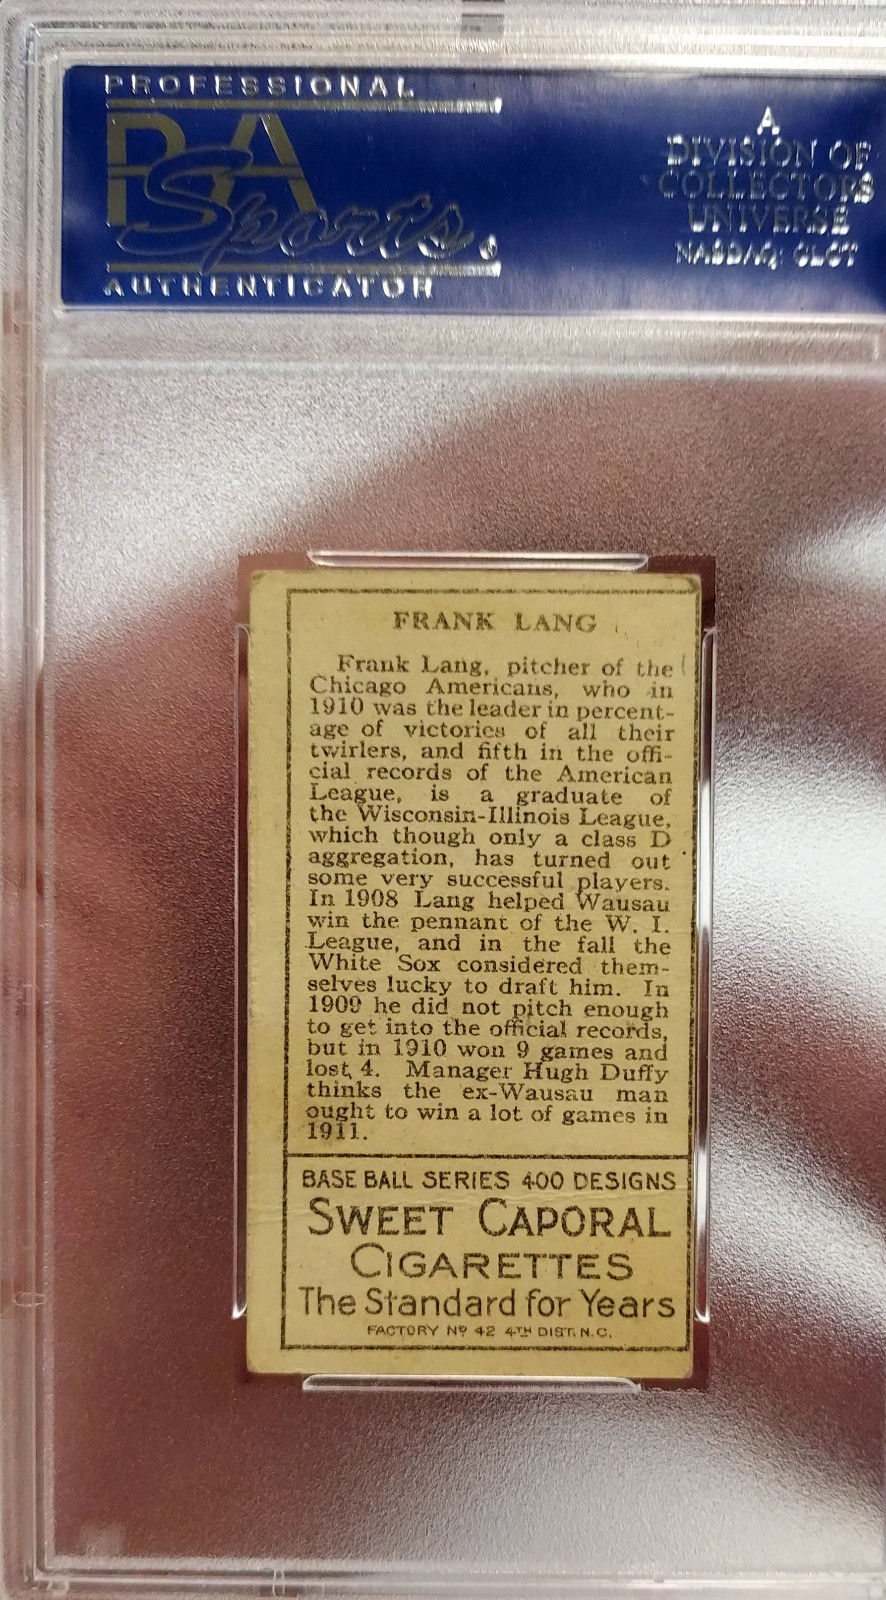 PROFESSIONAL
PSA
Sports
AUTHENTICATOR
A
DIVISION OF
COLLECTORS
UNIVERSE
NASDAQ: CLCT
FRANK LANG
Frank Lang, pitcher of the
Chicago Americans, who in
1910 was the leader in percent-
age of victories of all their
twirlers, and fifth in the offi-
cial records of the American
League, is a graduate of
the Wisconsin-Illinois League,
which though only a class D
aggregation, has turned out
some very successful players.
In 1908 Lang helped Wausau
win the pennant of the W. I.
League, and in the fall the
White Sox considered them-
selves lucky to draft him. In
1909 he did not pitch enough
to get into the official records,
but in 1910 won 9 games and
lost 4. Manager Hugh Duffy
thinks the ex-Wausau man
ought to win a lot of games in
1911.
BASE BALL SERIES 400 DESIGNS
SWEET CAPORAL
CIGARETTES
The Standard for Years
FACTORY Nº 42 4TH DIST. N.C.